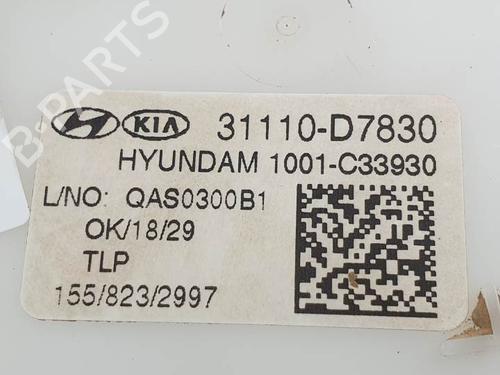 KIA 31110-D7830
HYUNDAM 1001-C33930
L/NO: QAS0300B1
OK/18/29
TLP
155/823/2997
B-PARTS